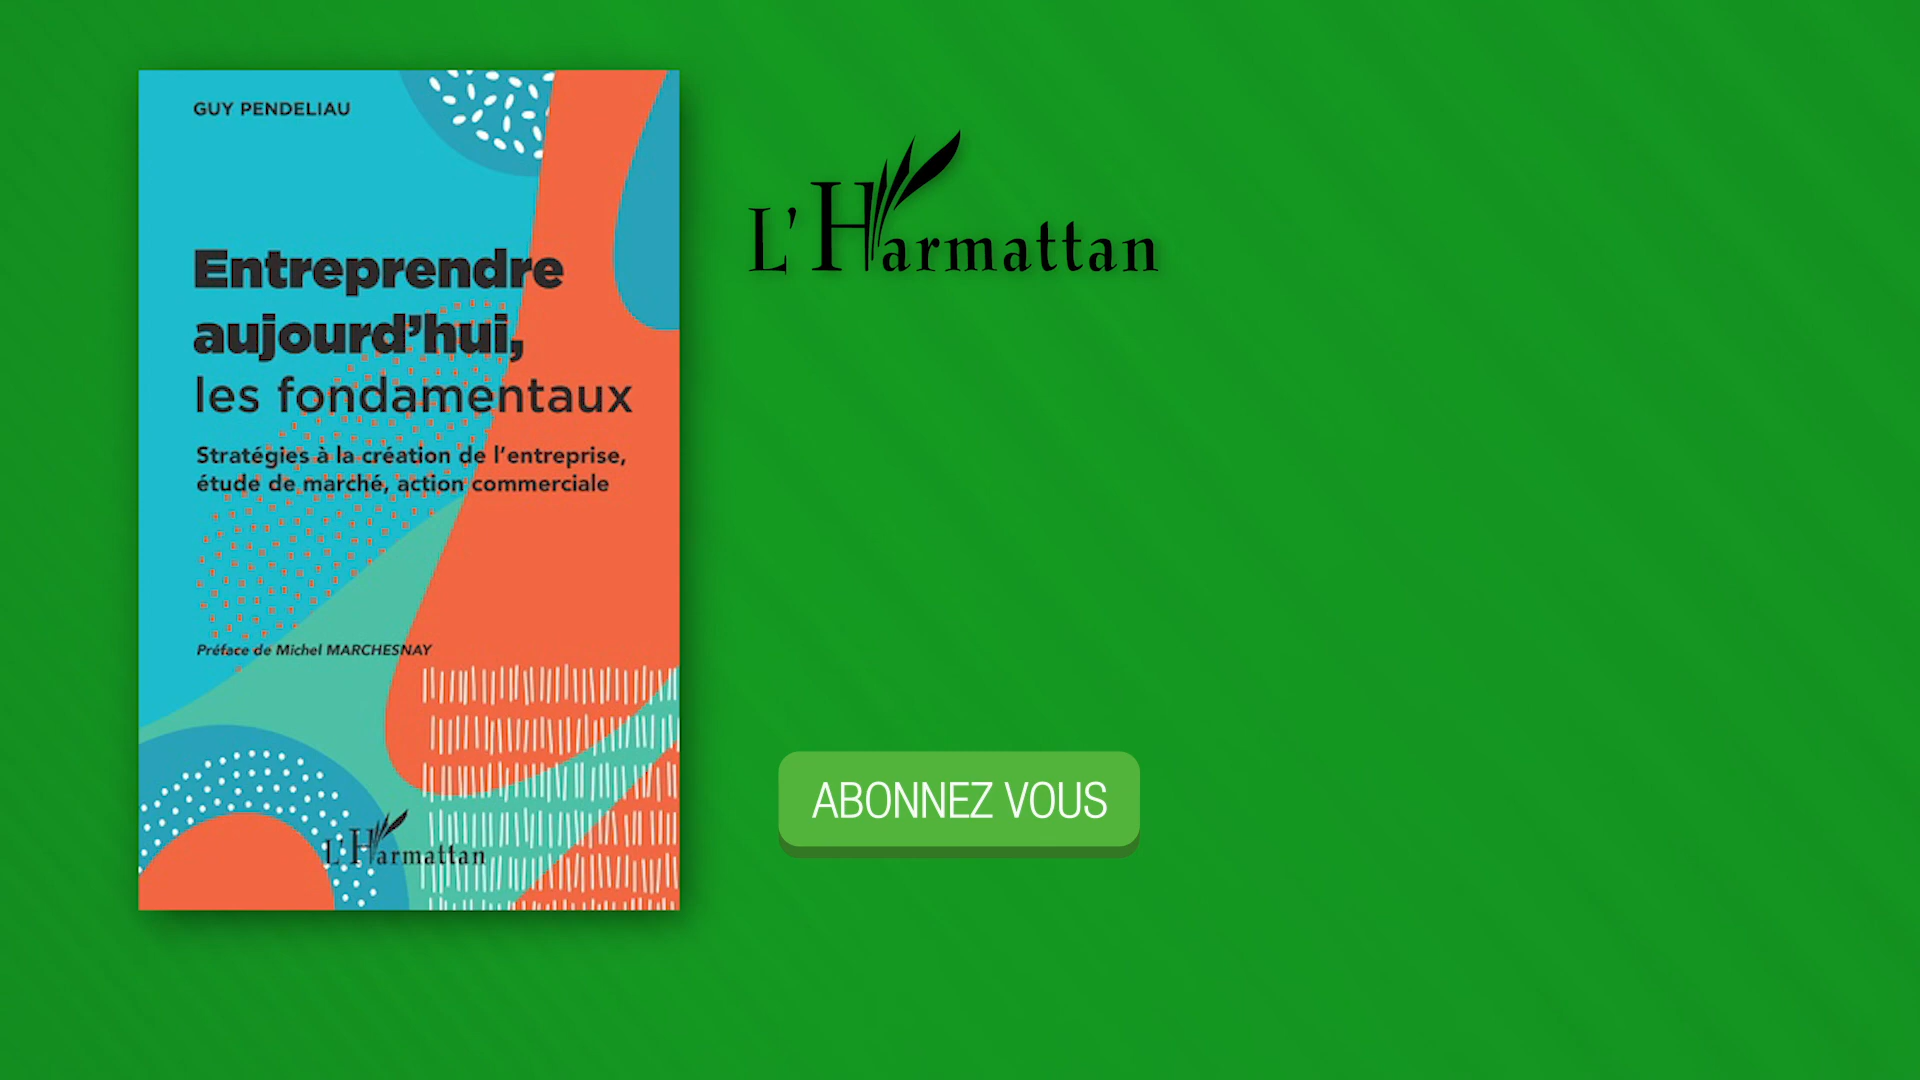 GUY PENDELIAU
Entreprendre
aujourd'hui,
les fondamentaux
Stratégies à la création de l'entreprise,
étude de marché, action commerciale
Préface de Michel MARCHESNAY
L'Harmattan
L'Harmattan
ABONNEZ VOUS